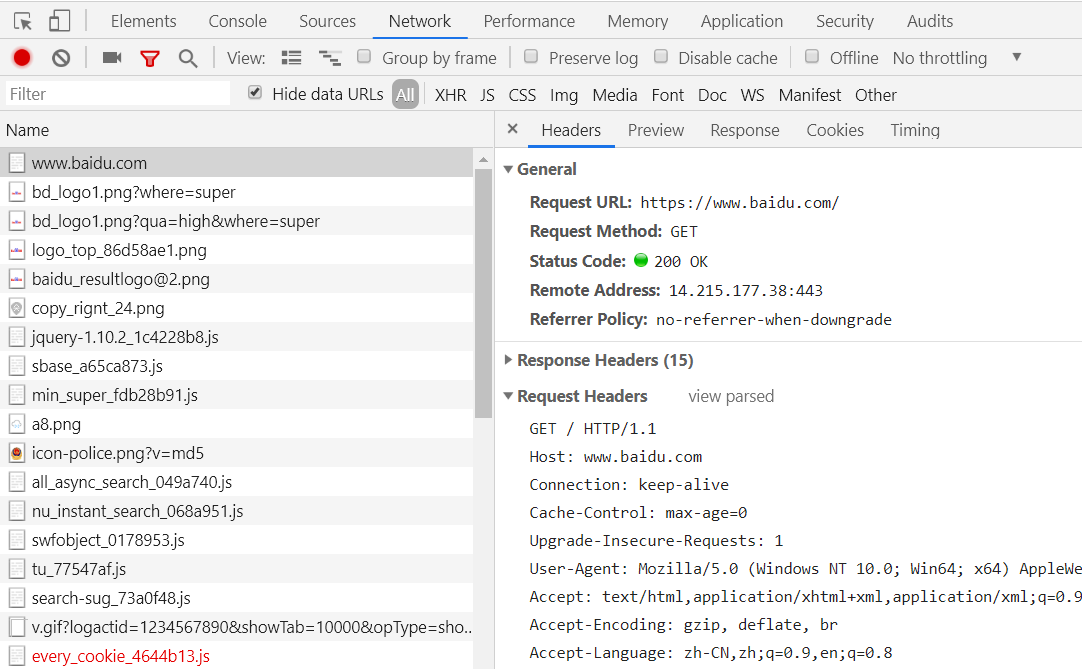 Elements Console Sources Network Performance Memory Application Security Audits
View: Group by frame Preserve log Disable cache Offline No throttling
Filter Hide data URLs All XHR JS CSS Img Media Font Doc WS Manifest Other
Name
www.baidu.com
bd_logo1.png?where=super
bd_logo1.png?qua=high&where=super
logo_top_86d58ae1.png
baidu_resultlogo@2.png
copy_rignt_24.png
jquery-1.10.2_1c4228b8.js
sbase_a65ca873.js
min_super_fdb28b91.js
a8.png
icon-police.png?v=md5
all_async_search_049a740.js
nu_instant_search_068a951.js
swfobject_0178953.js
tu_77547af.js
search-sug_73a0f48.js
v.gif?logactid=1234567890&showTab=10000&opType=sho...
every_cookie_4644b13.js
Headers Preview Response Cookies Timing
General
Request URL: https://www.baidu.com/
Request Method: GET
Status Code: 200 OK
Remote Address: 14.215.177.38:443
Referrer Policy: no-referrer-when-downgrade
Response Headers (15)
Request Headers view parsed
GET / HTTP/1.1
Host: www.baidu.com
Connection: keep-alive
Cache-Control: max-age=0
Upgrade-Insecure-Requests: 1
User-Agent: Mozilla/5.0 (Windows NT 10.0; Win64; x64) AppleWe
Accept: text/html,application/xhtml+xml,application/xml;q=0.9
Accept-Encoding: gzip, deflate, br
Accept-Language: zh-CN,zh;q=0.9,en;q=0.8